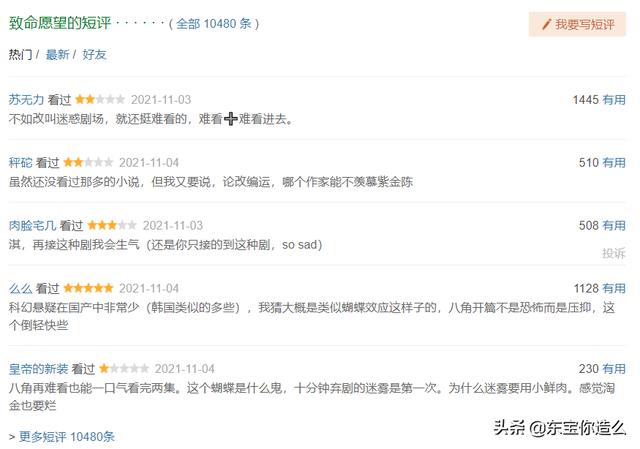 致命愿望的短评 · · · · · · ( 全部 10480 条 )
我要写短评
热门 / 最新 / 好友
苏无力 看过 2021-11-03 1445 有用
不如改叫迷惑剧场，就还挺难看的，难看➕难看进去。
秤砣 看过 2021-11-04 510 有用
虽然还没看过那多的小说，但我又要说，论改编运，哪个作家能不羡慕紫金陈
肉脸宅几 看过 2021-11-03 508 有用
淇，再接这种剧我会生气（还是你只接的到这种剧，so sad）
投诉
么么 看过 2021-11-04 1128 有用
科幻悬疑在国产中非常少（韩国类似的多些），我猜大概是类似蝴蝶效应这样子的，八角开篇不是恐怖而是压抑，这
个倒轻快些
皇帝的新装 看过 2021-11-04 230 有用
八角再难看也能一口气看完两集。这个蝴蝶是什么鬼，十分钟弃剧的迷雾是第一次。为什么迷雾要用小鲜肉。感觉淘
金也要烂
> 更多短评 10480条
头条 @东宝你造么